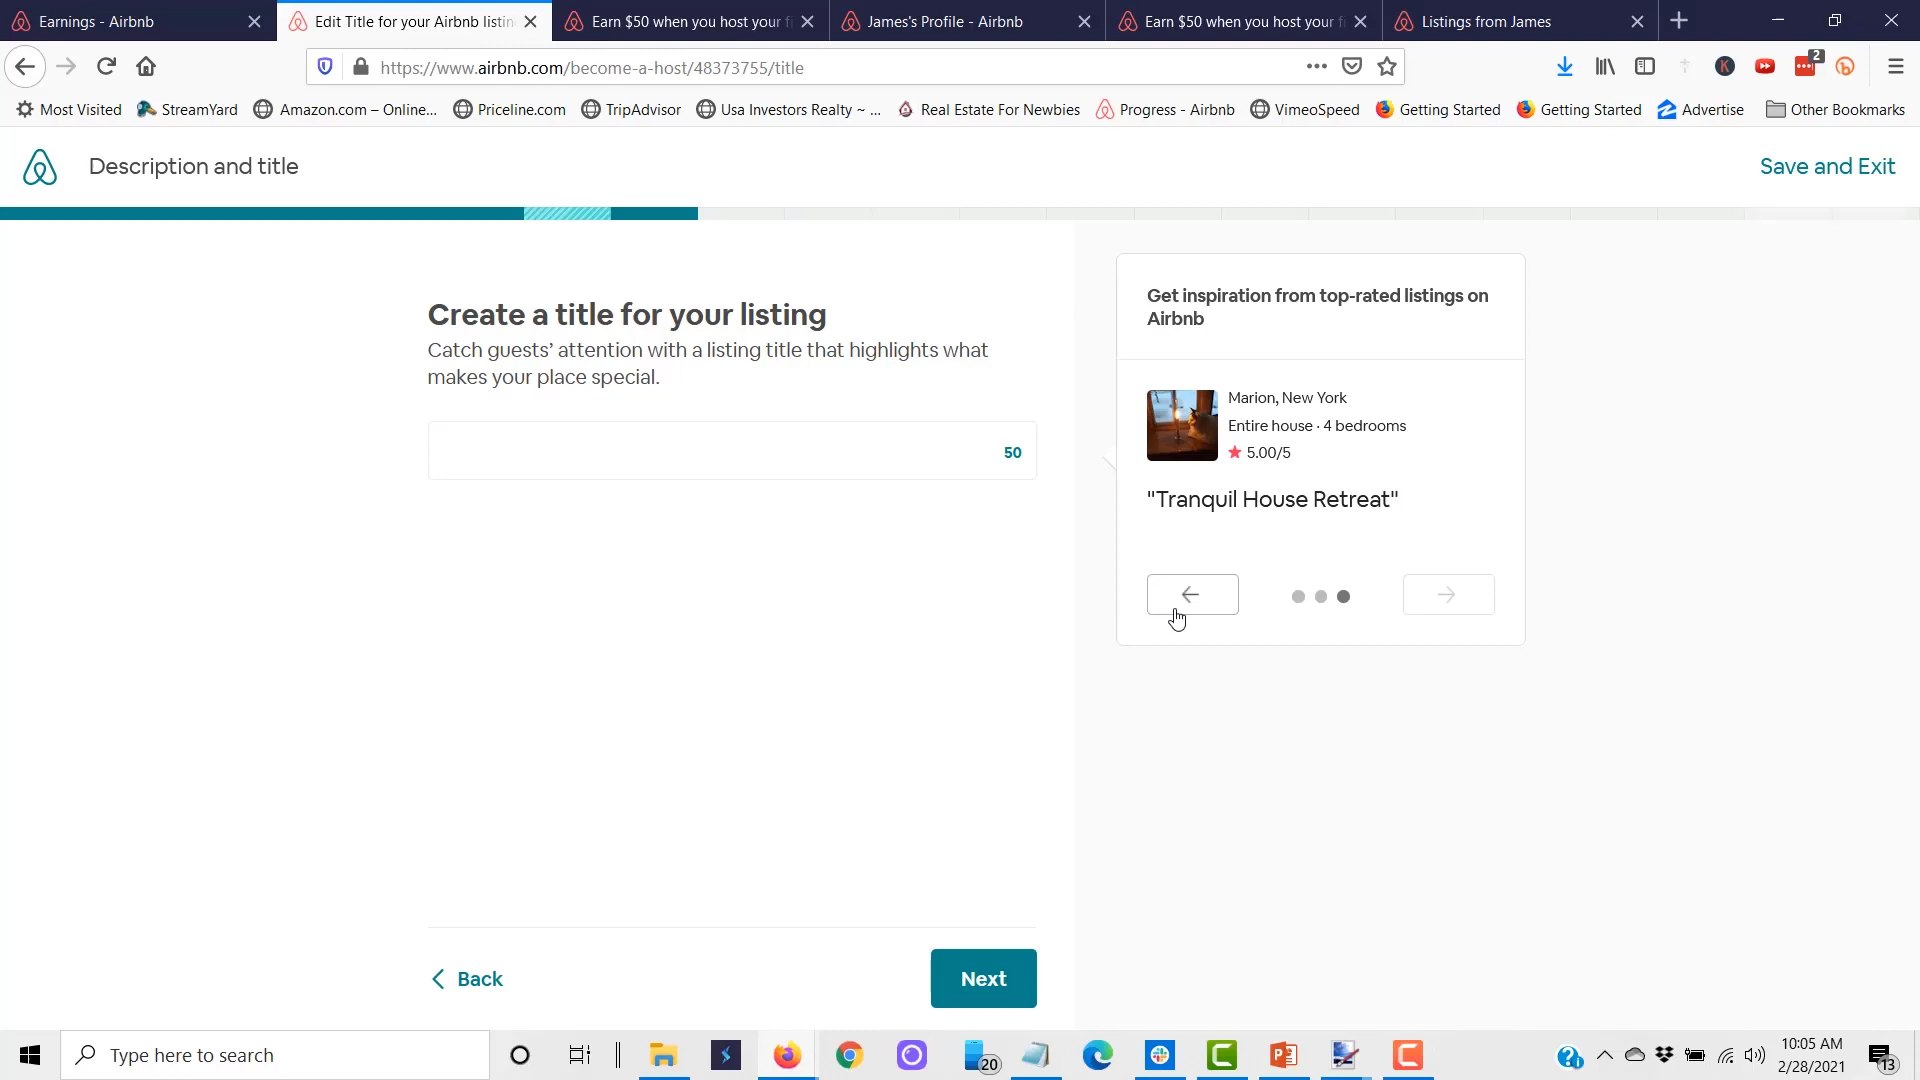 Earnings - Airbnb
Edit Title for your Airbnb listin
Earn $50 when you host your f
James's Profile - Airbnb
Earn $50 when you host your f
Listings from James
https://www.airbnb.com/become-a-host/48373755/title
2
Most Visited
StreamYard
Amazon.com – Online...
Priceline.com
TripAdvisor
Usa Investors Realty ~ ...
Real Estate For Newbies
Progress - Airbnb
VimeoSpeed
Getting Started
Getting Started
Advertise
Other Bookmarks
Description and title
Save and Exit
Create a title for your listing
Catch guests’ attention with a listing title that highlights what
makes your place special.
50
Get inspiration from top-rated listings on
Airbnb
Marion, New York
Entire house · 4 bedrooms
5.00/5
"Tranquil House Retreat"
Back
Next
Type here to search
20
10:05 AM
2/28/2021
13